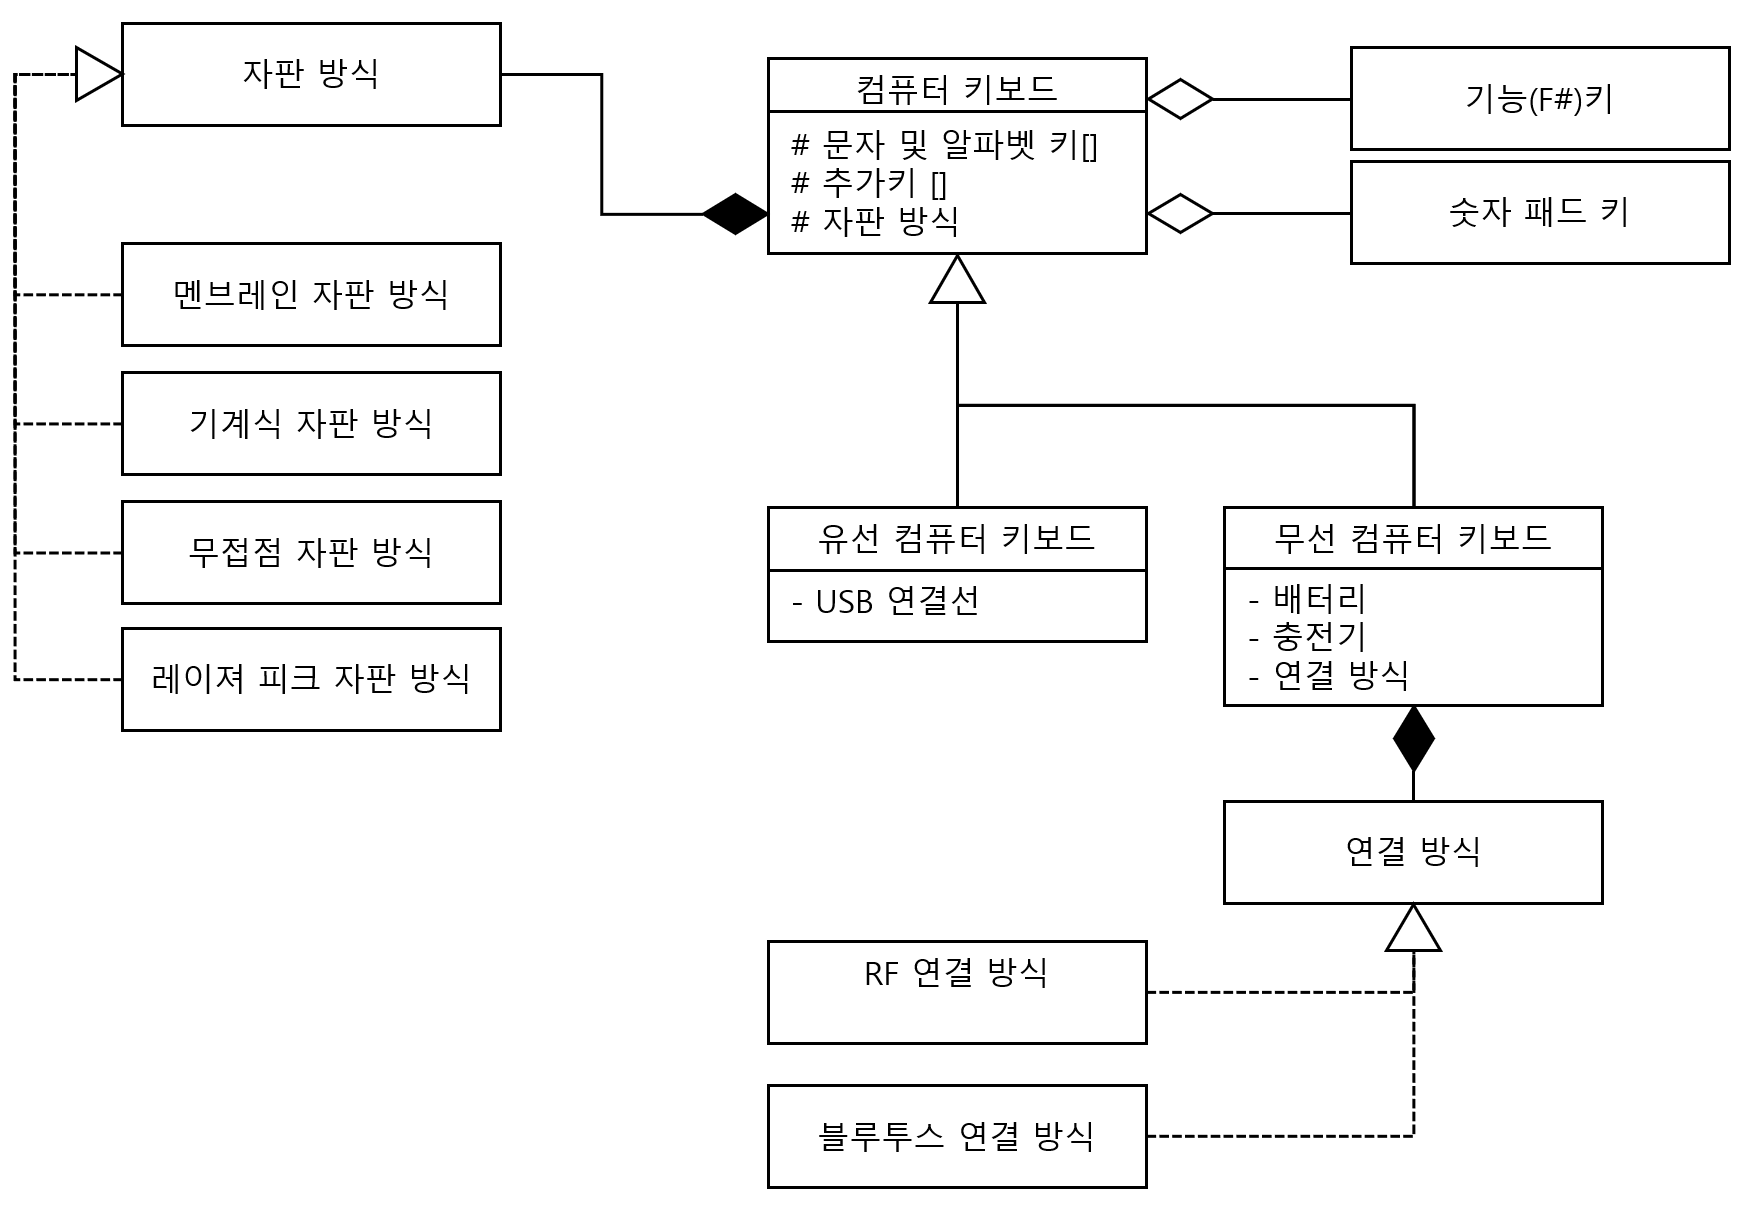 자판 방식
컴퓨터 키보드
# 문자 및 알파벳 키[]
# 추가키 []
# 자판 방식
기능(F#)키
숫자 패드 키
멘브레인 자판 방식
기계식 자판 방식
무접점 자판 방식
레이져 피크 자판 방식
유선 컴퓨터 키보드
- USB 연결선
무선 컴퓨터 키보드
- 배터리
- 충전기
- 연결 방식
연결 방식
RF 연결 방식
블루투스 연결 방식